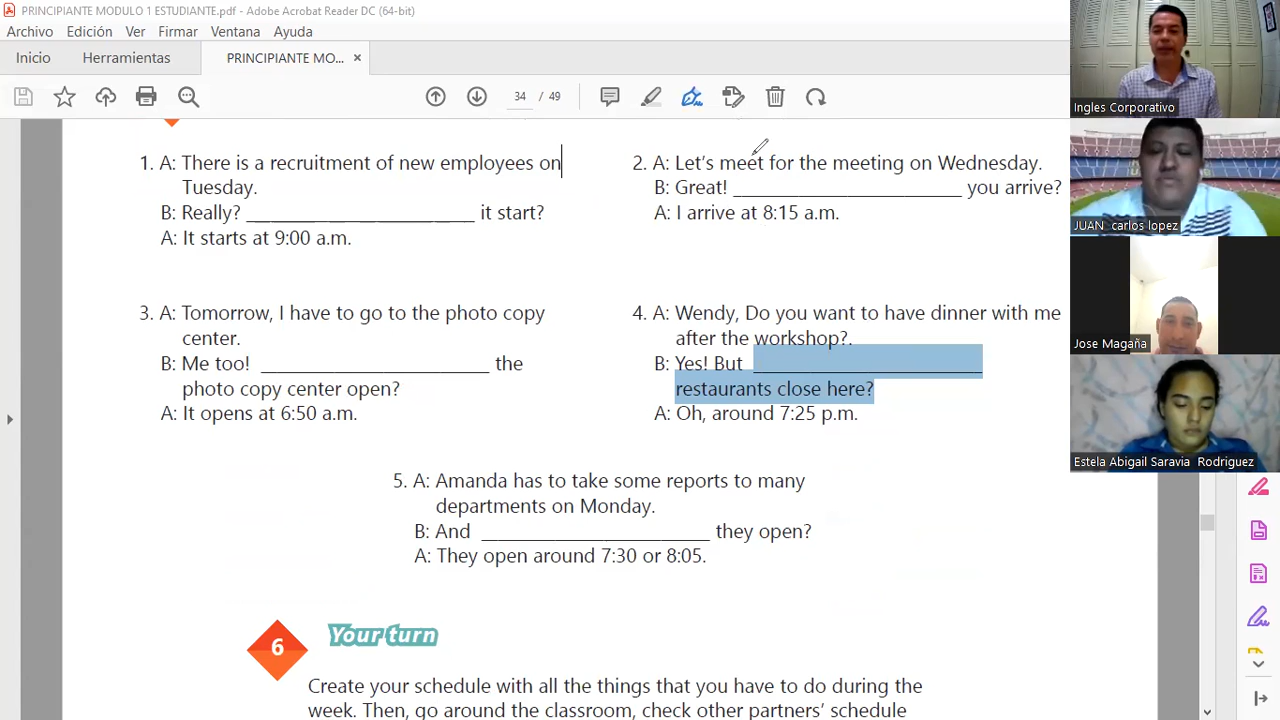 PRINCIPIANTE MODULO 1 ESTUDIANTE.pdf - Adobe Acrobat Reader DC (64-bit)
Archivo Edición Ver Firmar Ventana Ayuda
Inicio Herramientas PRINCIPIANTE MO... ×
34 / 49
1. A: There is a recruitment of new employees on
Tuesday.
B: Really? ____________________ it start?
A: It starts at 9:00 a.m.
2. A: Let's meet for the meeting on Wednesday.
B: Great! ____________________ you arrive?
A: I arrive at 8:15 a.m.
3. A: Tomorrow, I have to go to the photo copy
center.
B: Me too! ____________________ the
photo copy center open?
A: It opens at 6:50 a.m.
4. A: Wendy, Do you want to have dinner with me
after the workshop?.
B: Yes! But ____________________
restaurants close here?
A: Oh, around 7:25 p.m.
5. A: Amanda has to take some reports to many
departments on Monday.
B: And ____________________ they open?
A: They open around 7:30 or 8:05.
6 Your turn
Create your schedule with all the things that you have to do during the
week. Then, go around the classroom, check other partners' schedule
Ingles Corporativo
JUAN carlos lopez
Jose Magaña
Estela Abigail Saravia Rodriguez